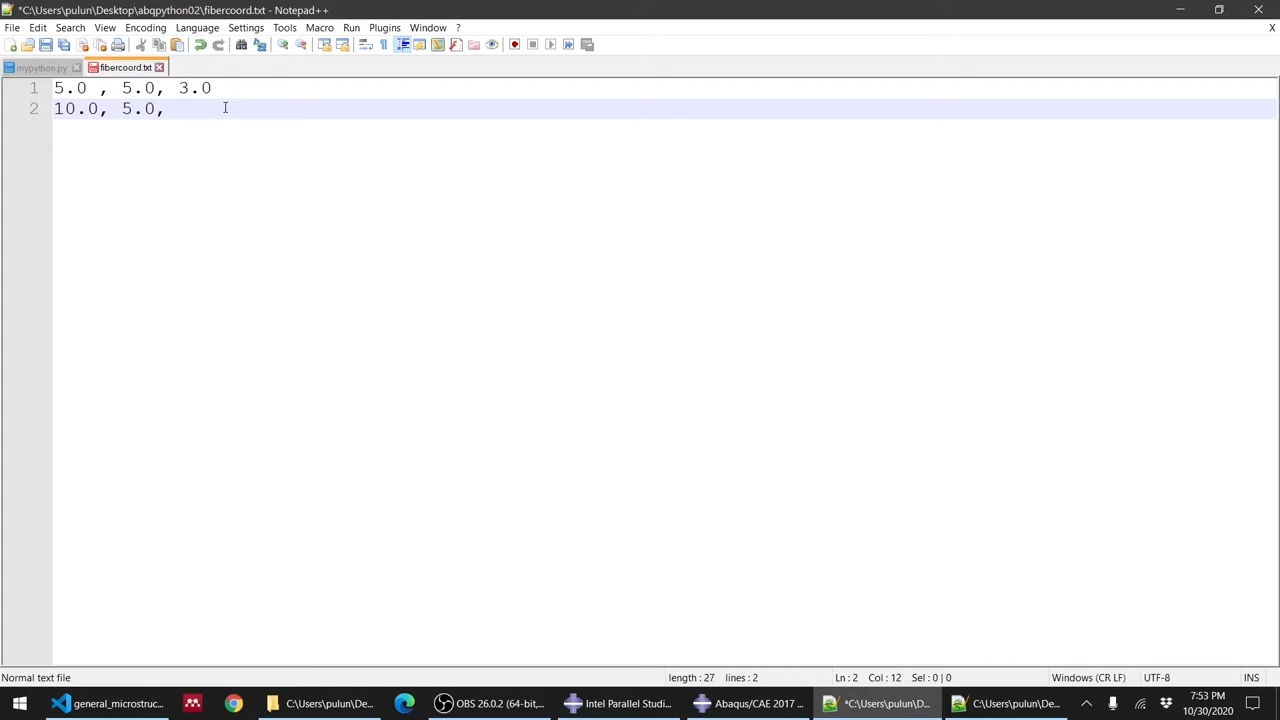 *C:\Users\pulun\Desktop\abqpython02\fibercoord.txt - Notepad++
File Edit Search View Encoding Language Settings Tools Macro Run Plugins Window ? X
mypython.py fibercoord.txt
1 5.0 , 5.0, 3.0
2 10.0, 5.0,
Normal text file length : 27 lines : 2 Ln : 2 Col : 12 Sel : 0 | 0 Windows (CR LF) UTF-8 INS
general_microstruc... C:\Users\pulun\De... OBS 26.0.2 (64-bit,... Intel Parallel Studi... Abaqus/CAE 2017 ... *C:\Users\pulun\D... C:\Users\pulun\De... 7:53 PM
10/30/2020